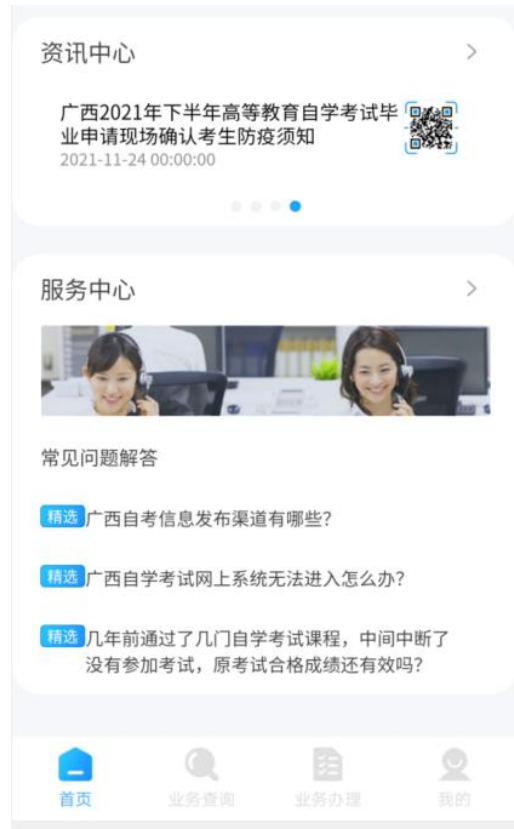 资讯中心
广西2021年下半年高等教育自学考试毕
业申请现场确认考生防疫须知
2021-11-24 00:00:00
服务中心
常见问题解答
精选 广西自考信息发布渠道有哪些？
精选 广西自学考试网上系统无法进入怎么办？
精选 几年前通过了几门自学考试课程，中间中断了
没有参加考试，原考试合格成绩还有效吗？
首页 业务查询 业务办理 我的